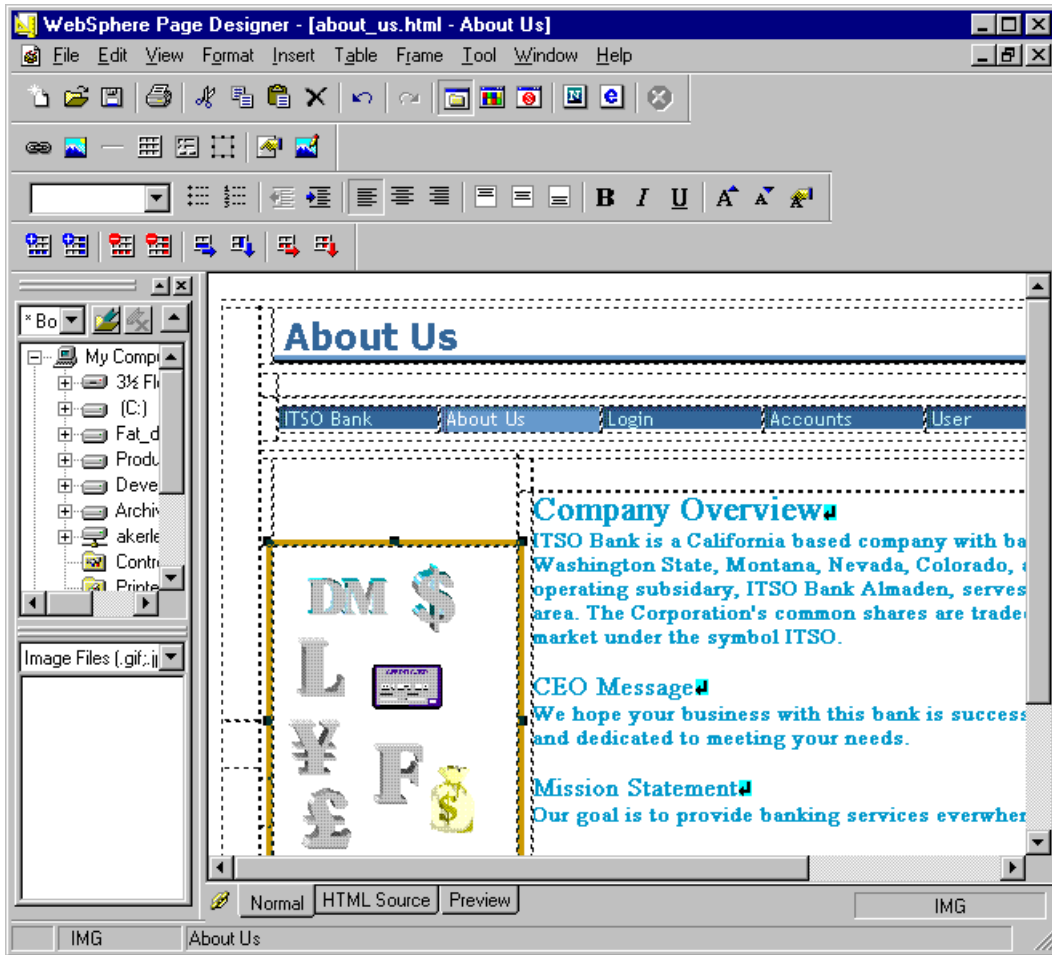 WebSphere Page Designer - [about_us.html - About Us]
File Edit View Format Insert Table Frame Tool Window Help
B I U A A
* Bo
My Compu
3½ Fl
(C:)
Fat_d
Produ
Deve
Archiv
akerle
Contro
Printe
Image Files (.gif;.j
About Us
ITSO Bank About Us Login Accounts User
Company Overview
ITSO Bank is a California based company with ba
Washington State, Montana, Nevada, Colorado,
operating subsidary, ITSO Bank Almaden, serves
area. The Corporation's common shares are trade
market under the symbol ITSO.
CEO Message
We hope your business with this bank is success
and dedicated to meeting your needs.
Mission Statement
Our goal is to provide banking services everwher
DM $
L
¥
F
$
£
Normal HTML Source Preview
IMG
IMG About Us